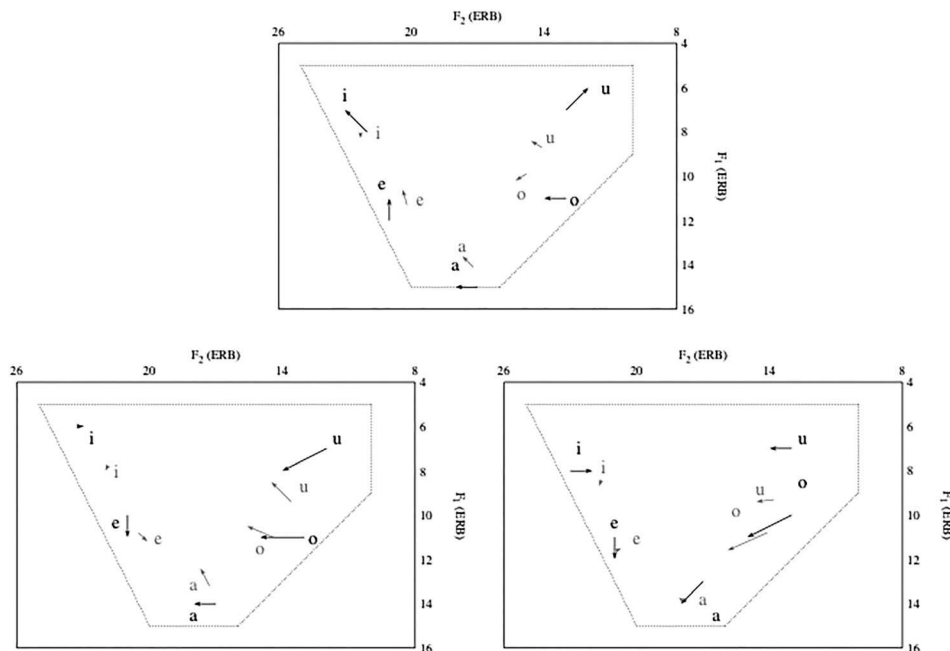 F2 (ERB)
26 20 14 8
4
i u
6
i u
8
e e o o
10
F1 (ERB)
12
a
a
14
16
F2 (ERB) F2 (ERB)
26 20 14 8 26 20 14 8
4 4
i u i u
6 6
i u i u o
8 8
e e o o e e o
10 10
F1 (ERB) F1 (ERB)
12 12
a a
a a
14 14
16 16